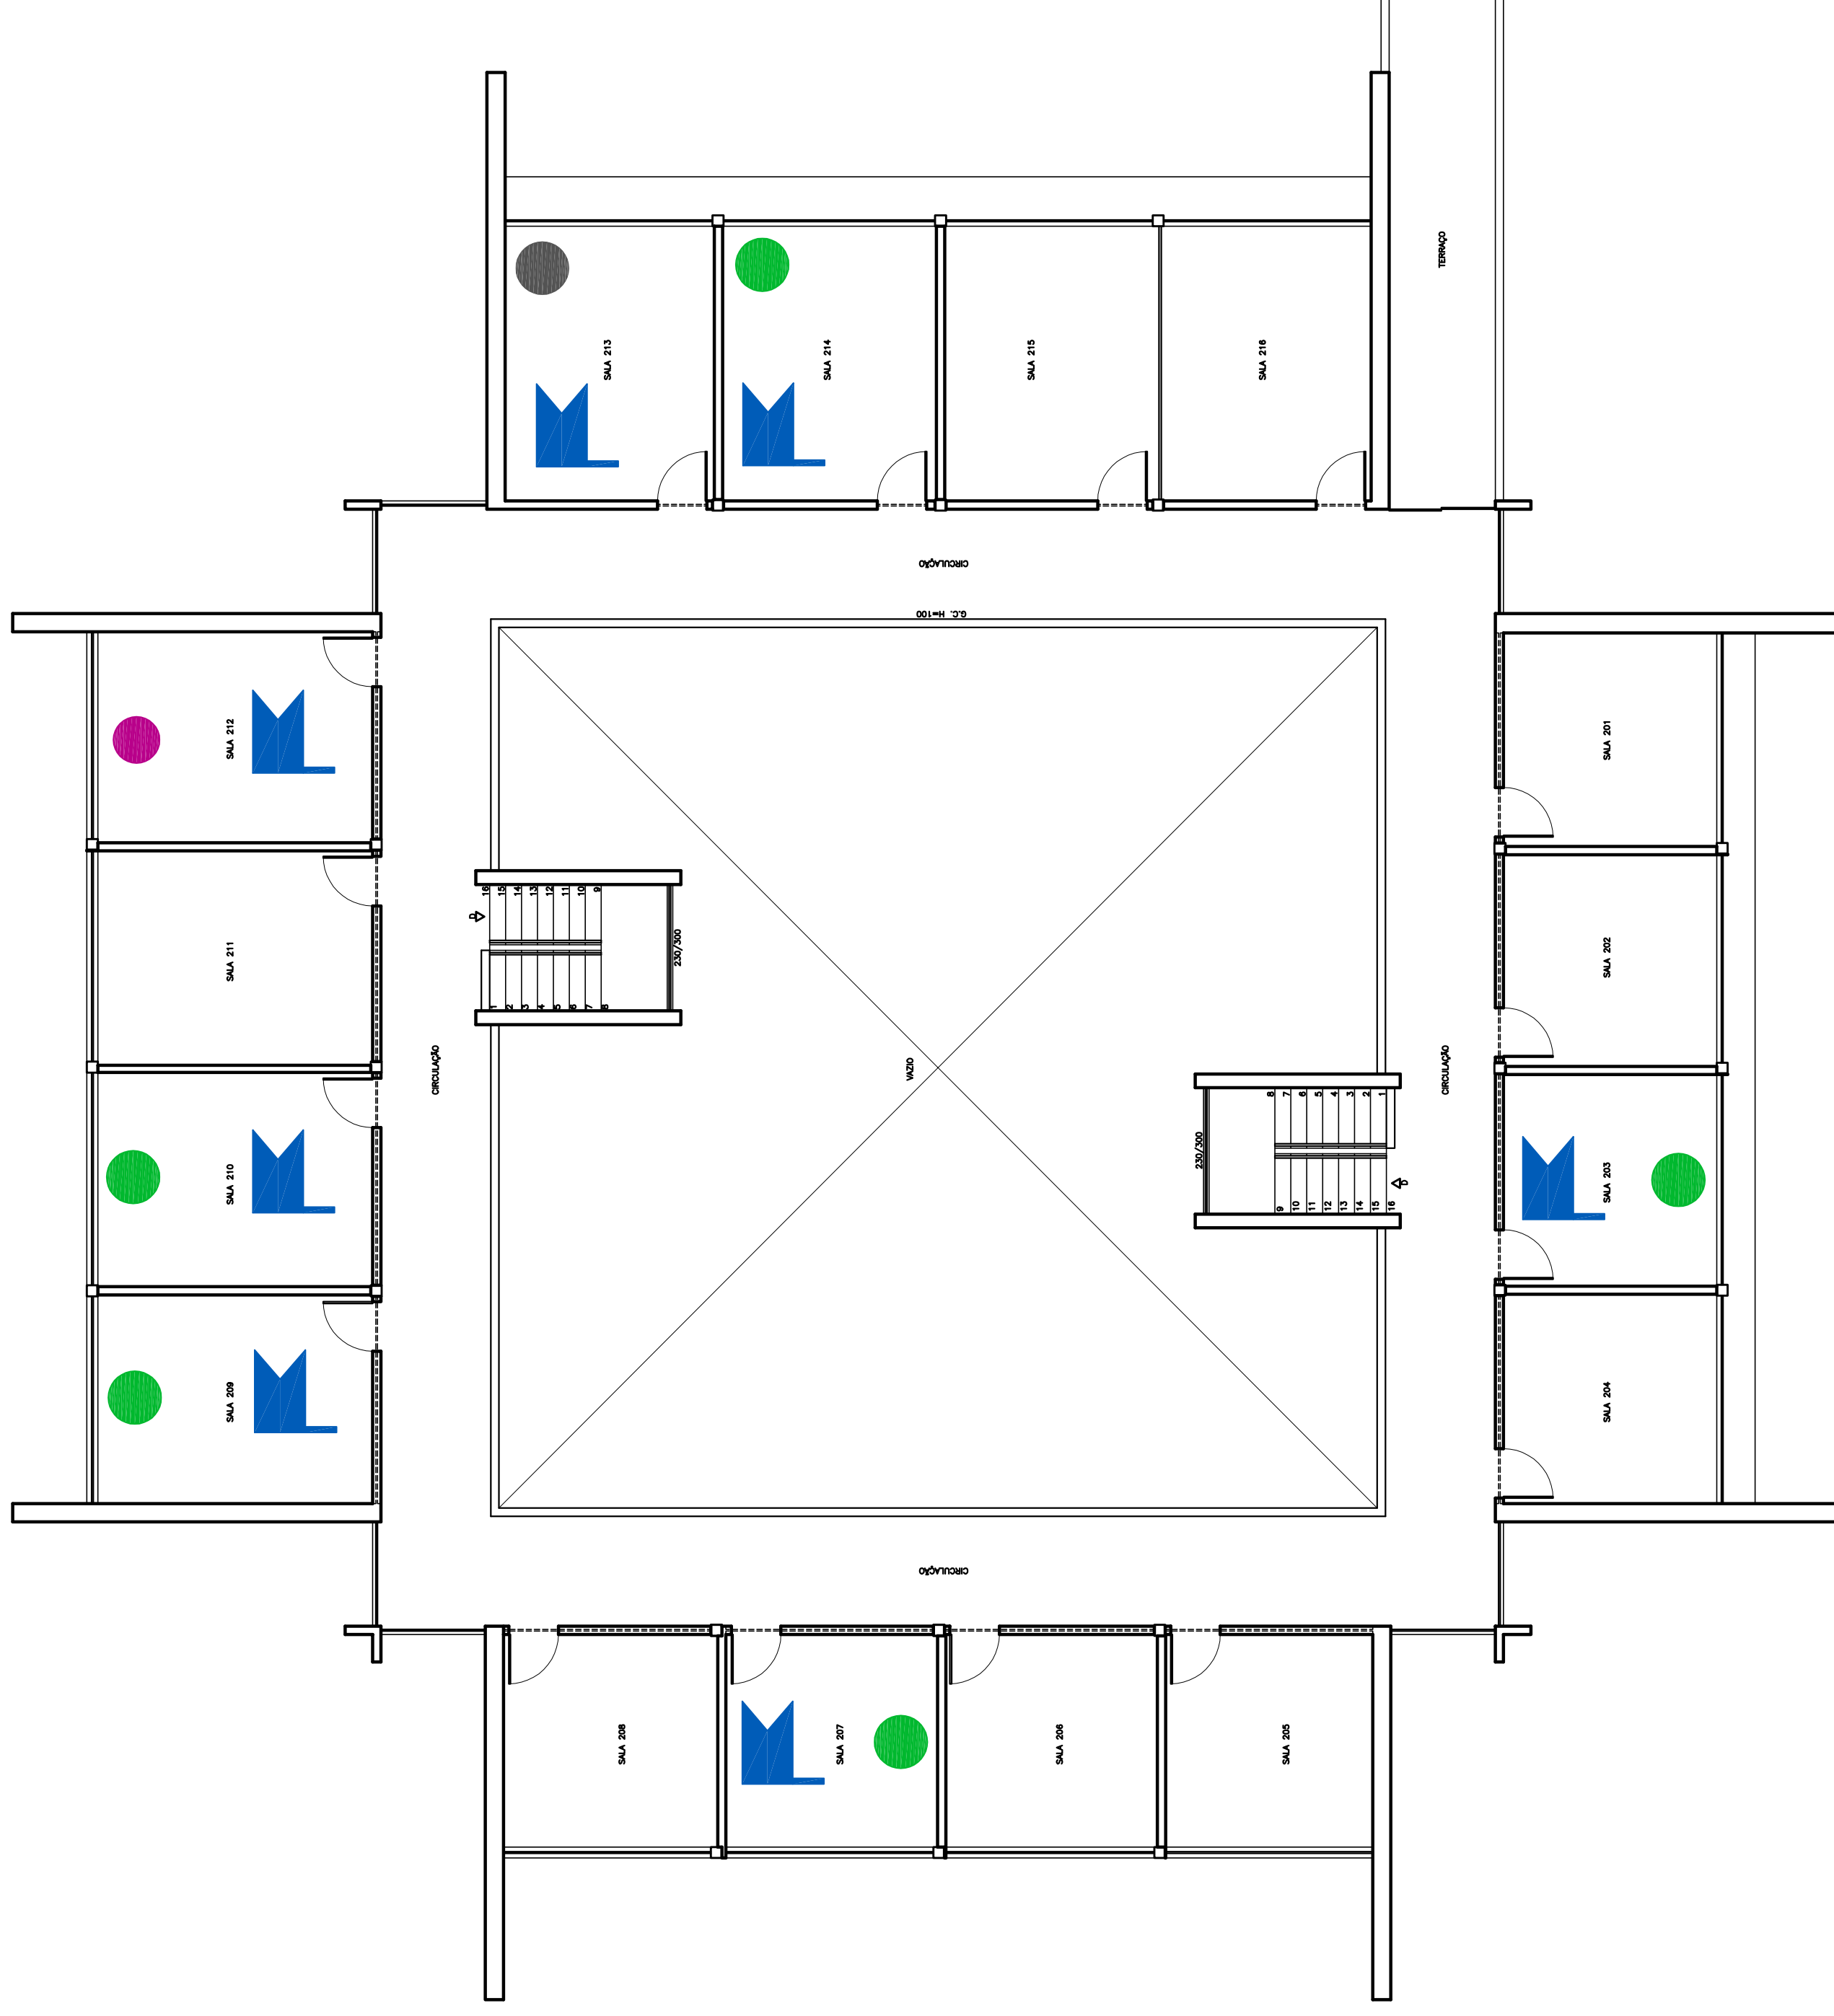 TERRAÇO
SALA 213
SALA 214
SALA 215
SALA 216
CIRCULAÇÃO
G.C. H=100
SALA 212
SALA 211
SALA 210
SALA 209
CIRCULAÇÃO
D
16
15
14
13
12
11
10
9
1
2
3
4
5
6
7
8
230/300
VAZIO
230/300
8
7
6
5
4
3
2
1
9
10
11
12
13
14
15
16
D
CIRCULAÇÃO
SALA 201
SALA 202
SALA 203
SALA 204
CIRCULAÇÃO
SALA 208
SALA 207
SALA 206
SALA 205